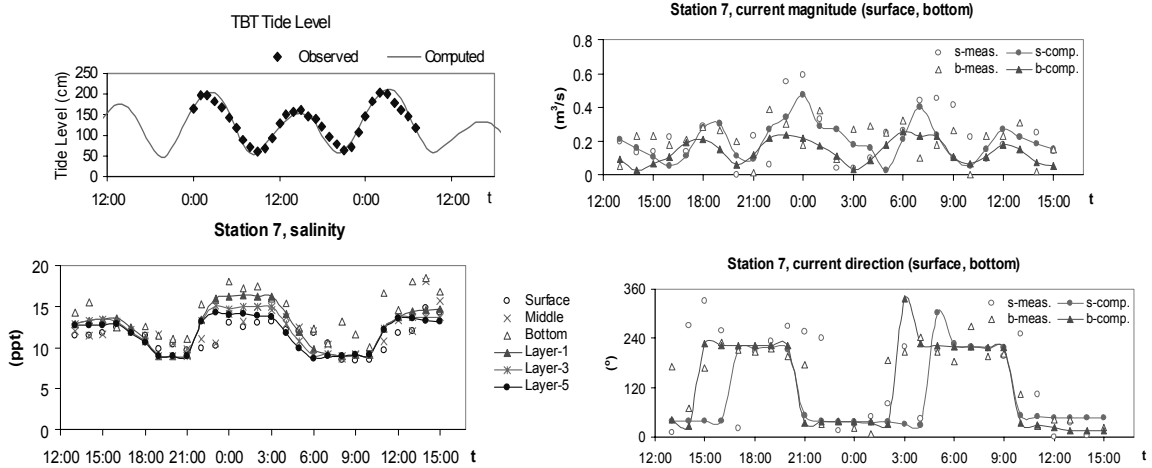 TBT Tide Level
Observed
Computed
Tide Level (cm)
250
200
150
100
50
0
12:00 0:00 12:00 0:00 12:00 t
Station 7, current magnitude (surface, bottom)
s-meas. s-comp.
b-meas. b-comp.
(m³/s)
0.8
0.6
0.4
0.2
0
12:00 15:00 18:00 21:00 0:00 3:00 6:00 9:00 12:00 15:00 t
Station 7, salinity
(ppt)
20
15
10
5
0
12:00 15:00 18:00 21:00 0:00 3:00 6:00 9:00 12:00 15:00 t
Surface
Middle
Bottom
Layer-1
Layer-3
Layer-5
Station 7, current direction (surface, bottom)
s-meas. s-comp.
b-meas. b-comp.
(°)
360
240
120
0
12:00 15:00 18:00 21:00 0:00 3:00 6:00 9:00 12:00 15:00 t